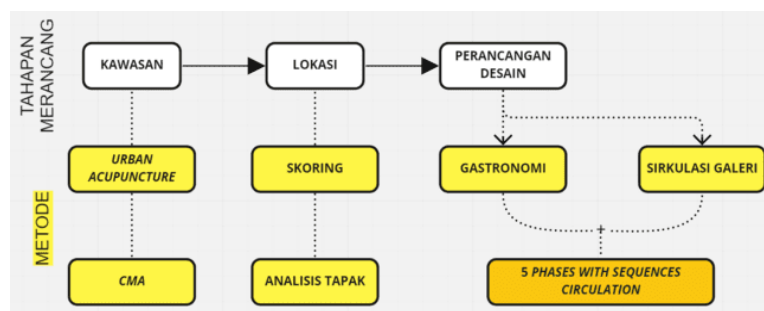 TAHAPAN
MERANCANG
KAWASAN
LOKASI
PERANCANGAN
DESAIN
METODE
URBAN
ACUPUNCTURE
SKORING
GASTRONOMI
SIRKULASI GALERI
+
CMA
ANALISIS TAPAK
5 PHASES WITH SEQUENCES
CIRCULATION